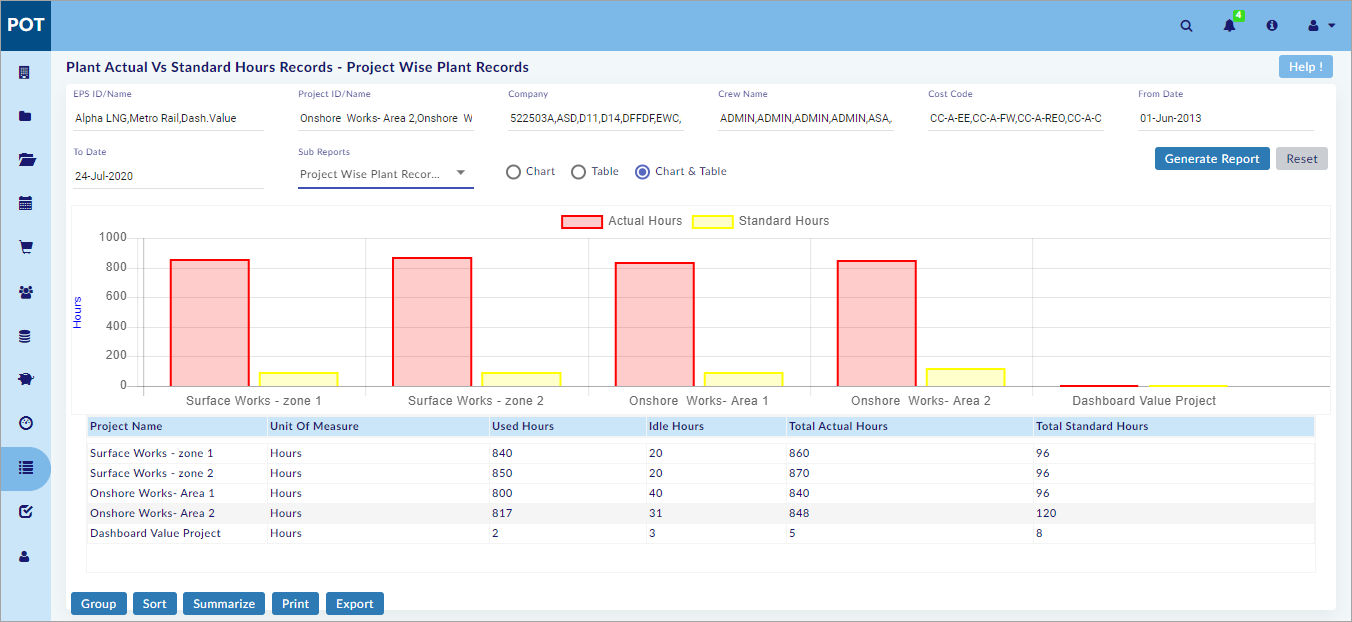 POT
4
Plant Actual Vs Standard Hours Records - Project Wise Plant Records
Help !
EPS ID/Name Project ID/Name Company Crew Name Cost Code From Date
Alpha LNG,Metro Rail,Dash.Value Onshore Works- Area 2,Onshore W 522503A,ASD,D11,D14,DFFDF,EWC, ADMIN,ADMIN,ADMIN,ADMIN,ASA, CC-A-EE,CC-A-FW,CC-A-REO,CC-A-C 01-Jun-2013
To Date Sub Reports
24-Jul-2020 Project Wise Plant Recor... Chart Table Chart & Table Generate Report Reset
Actual Hours Standard Hours
1000
800
600
400
200
0
Hours
Surface Works - zone 1 Surface Works - zone 2 Onshore Works- Area 1 Onshore Works- Area 2 Dashboard Value Project
Project Name Unit Of Measure Used Hours Idle Hours Total Actual Hours Total Standard Hours
Surface Works - zone 1 Hours 840 20 860 96
Surface Works - zone 2 Hours 850 20 870 96
Onshore Works- Area 1 Hours 800 40 840 96
Onshore Works- Area 2 Hours 817 31 848 120
Dashboard Value Project Hours 2 3 5 8
Group Sort Summarize Print Export